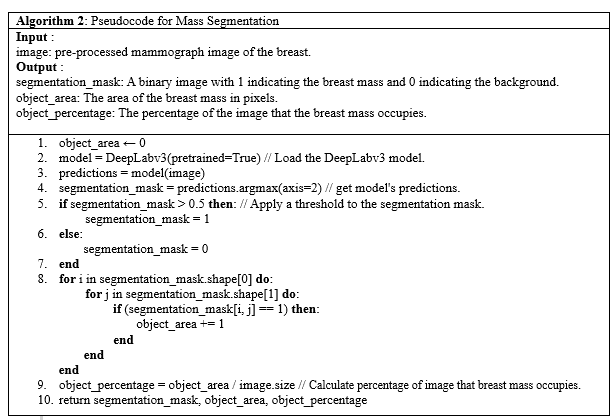 Algorithm 2: Pseudocode for Mass Segmentation
Input :
image: pre-processed mammograph image of the breast.
Output :
segmentation_mask: A binary image with 1 indicating the breast mass and 0 indicating the background.
object_area: The area of the breast mass in pixels.
object_percentage: The percentage of the image that the breast mass occupies.
1. object_area ← 0
2. model = DeepLabv3(pretrained=True) // Load the DeepLabv3 model.
3. predictions = model(image)
4. segmentation_mask = predictions.argmax(axis=2) // get model's predictions.
5. if segmentation_mask > 0.5 then: // Apply a threshold to the segmentation mask.
segmentation_mask = 1
6. else:
segmentation_mask = 0
7. end
8. for i in segmentation_mask.shape[0] do:
for j in segmentation_mask.shape[1] do:
if (segmentation_mask[i, j] == 1) then:
object_area += 1
end
end
end
9. object_percentage = object_area / image.size // Calculate percentage of image that breast mass occupies.
10. return segmentation_mask, object_area, object_percentage